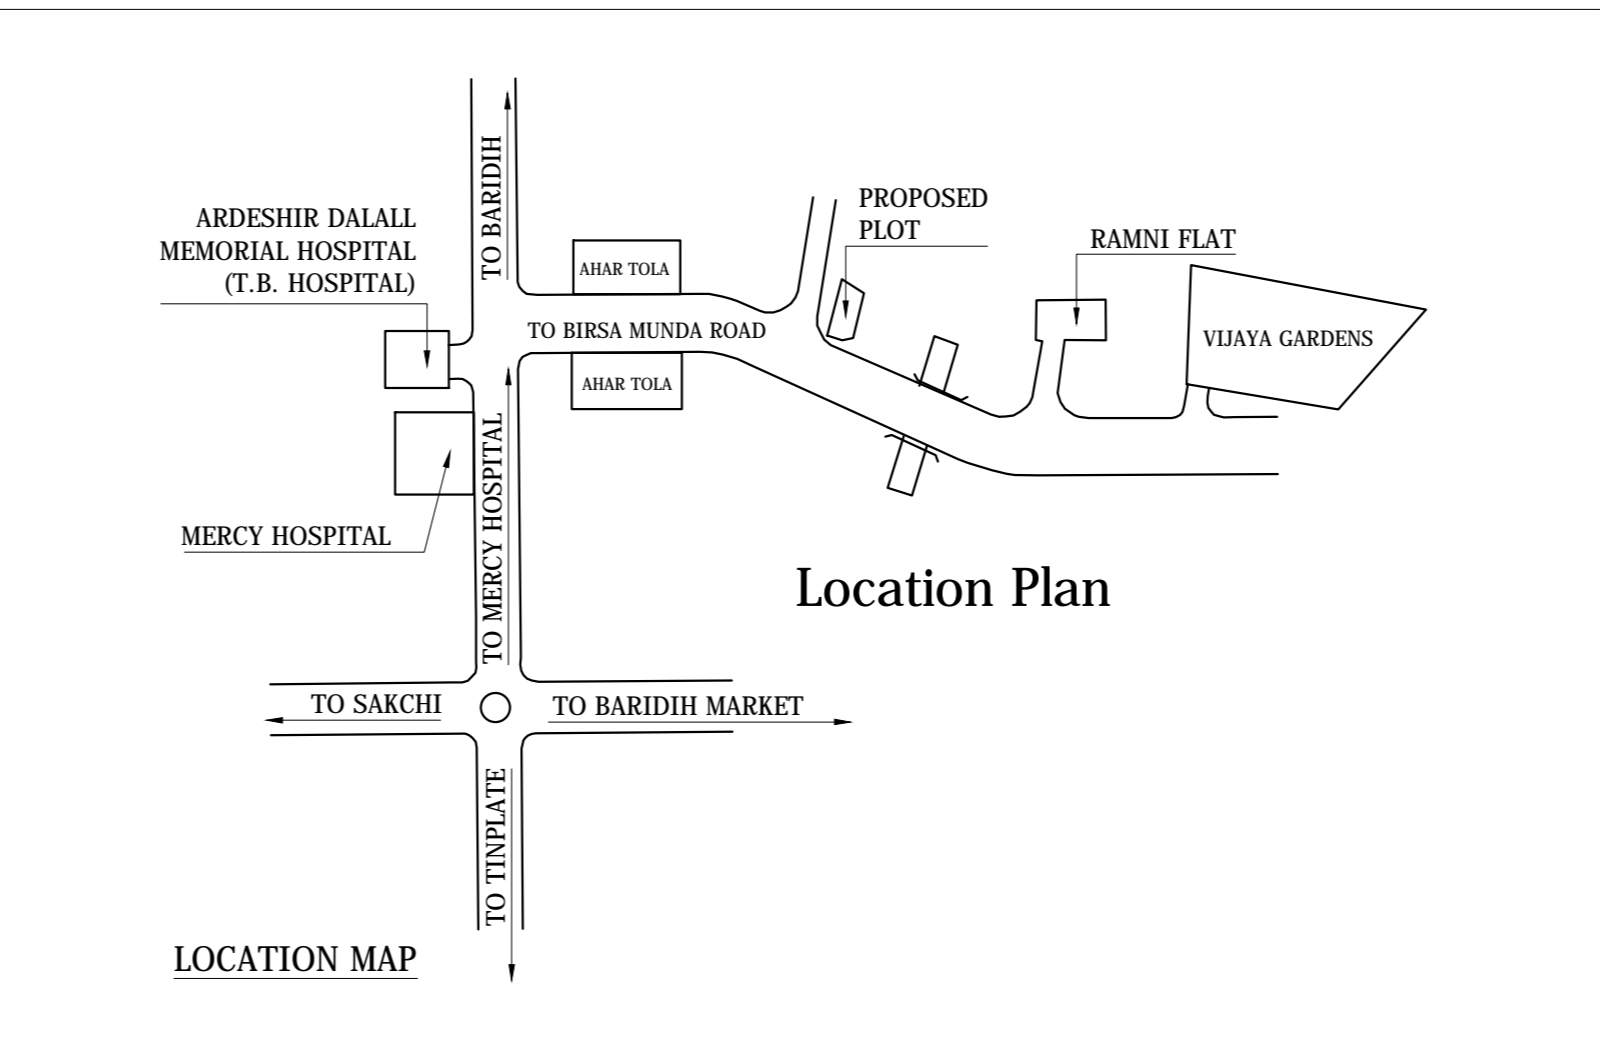 TO BARIDIH
ARDESHIR DALALL
MEMORIAL HOSPITAL
(T.B. HOSPITAL)
PROPOSED
PLOT
RAMNI FLAT
AHAR TOLA
TO BIRSA MUNDA ROAD
VIJAYA GARDENS
AHAR TOLA
MERCY HOSPITAL
TO MERCY HOSPITAL
Location Plan
TO SAKCHI
TO BARIDIH MARKET
TO TINPLATE
LOCATION MAP